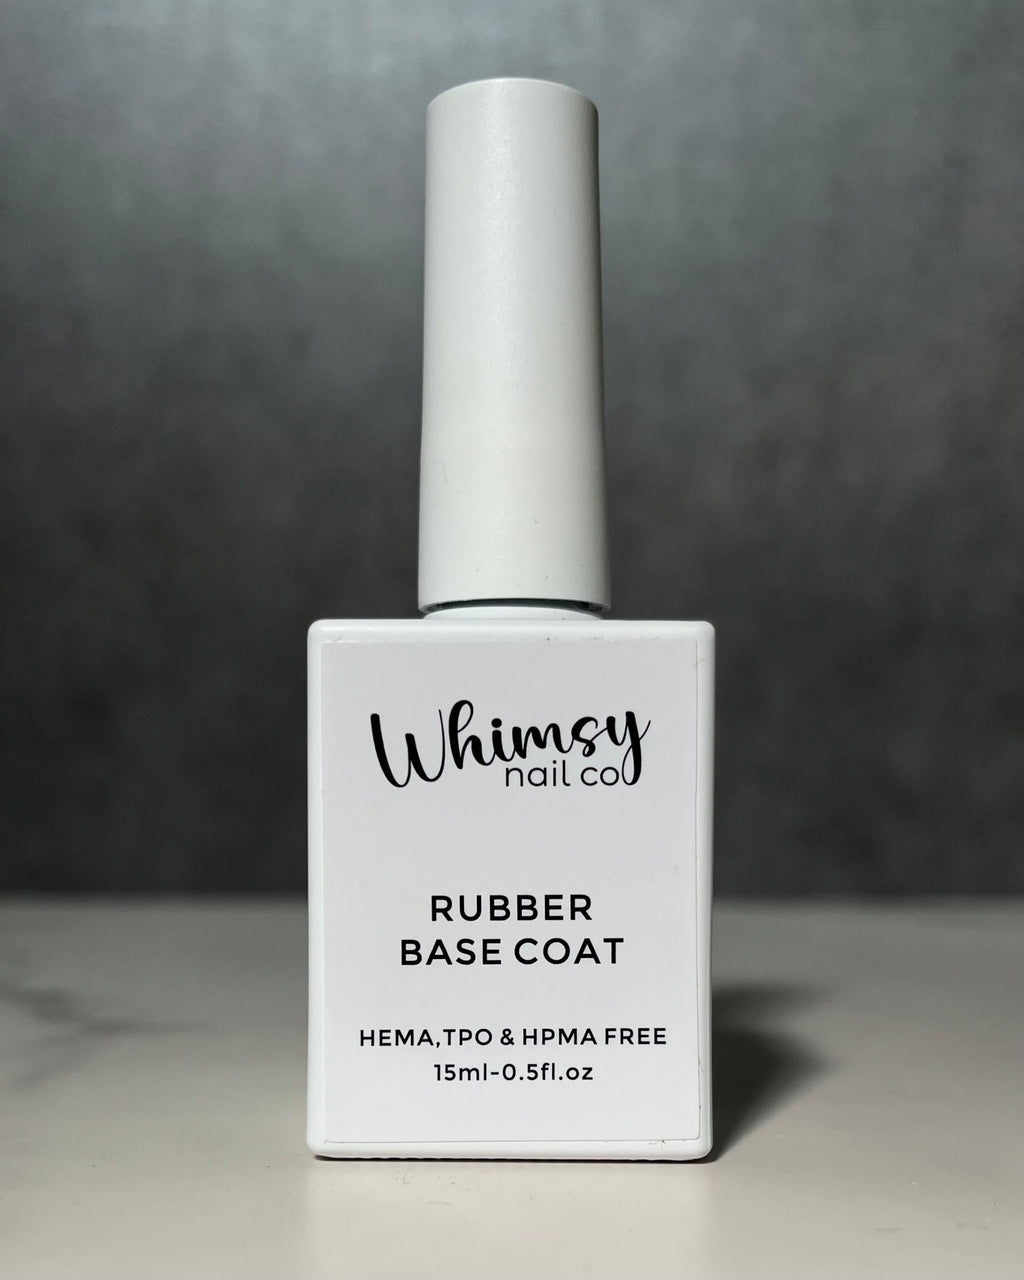 Whimsy
nail co
RUBBER
BASE COAT
HEMA,TPO & HPMA FREE
15ml-0.5fl.oz